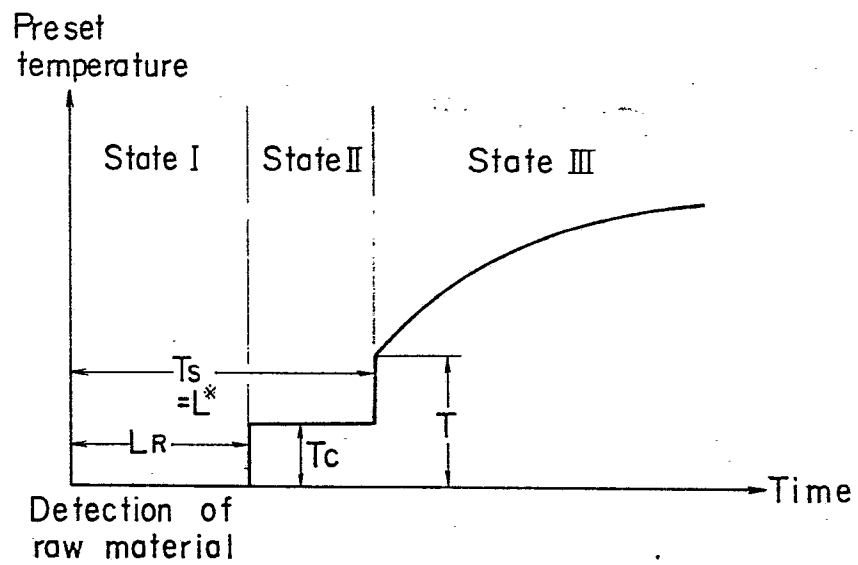 Preset
temperature
State I
State II
State III
Ts
=L*
T
LR
Tc
Time
Detection of
raw material